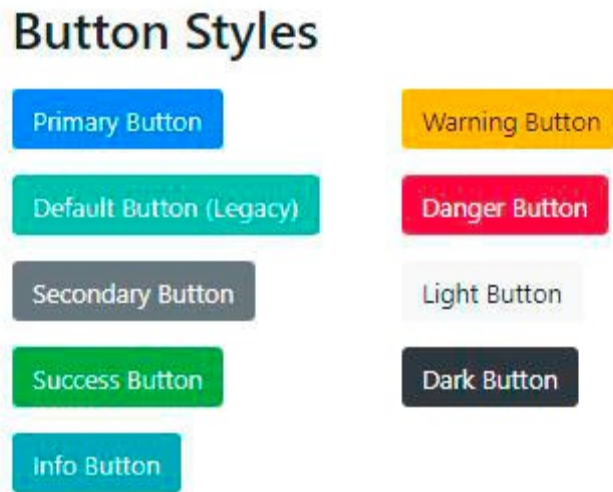 Button Styles
Primary Button
Warning Button
Default Button (Legacy)
Danger Button
Secondary Button
Light Button
Success Button
Dark Button
Info Button